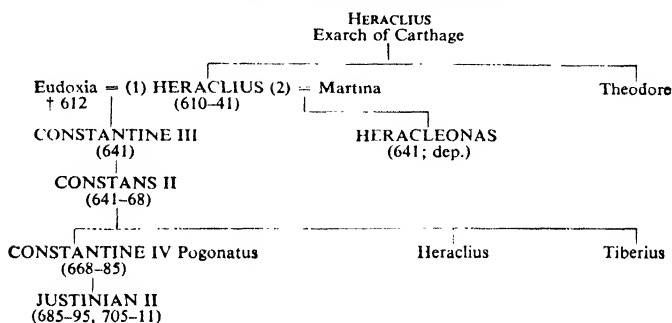 HERACLIUS
Exarch of Carthage
Eudoxia = (1) HERACLIUS (2) = Martina Theodore
† 612 (610–41)
CONSTANTINE III HERACLEONAS
(641) (641; dep.)
CONSTANS II
(641–68)
CONSTANTINE IV Pogonatus Heraclius Tiberius
(668–85)
JUSTINIAN II
(685–95, 705–11)